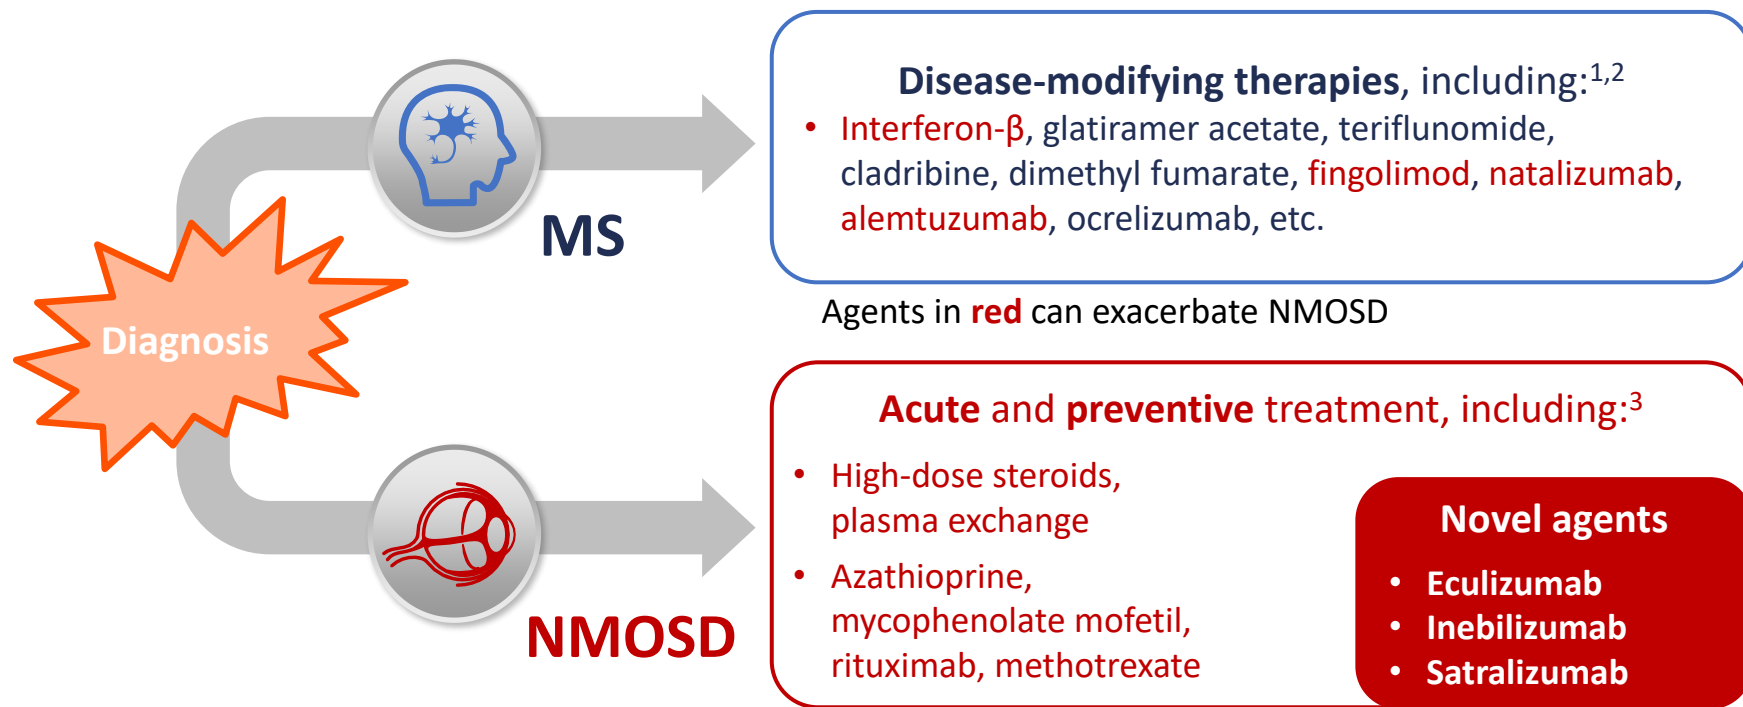 Diagnosis
MS
Disease-modifying therapies, including:1,2
• Interferon-β, glatiramer acetate, teriflunomide,
cladribine, dimethyl fumarate, fingolimod, natalizumab,
alemtuzumab, ocrelizumab, etc.
Agents in red can exacerbate NMOSD
NMOSD
Acute and preventive treatment, including:3
• High-dose steroids,
plasma exchange
• Azathioprine,
mycophenolate mofetil,
rituximab, methotrexate
Novel agents
• Eculizumab
• Inebilizumab
• Satralizumab